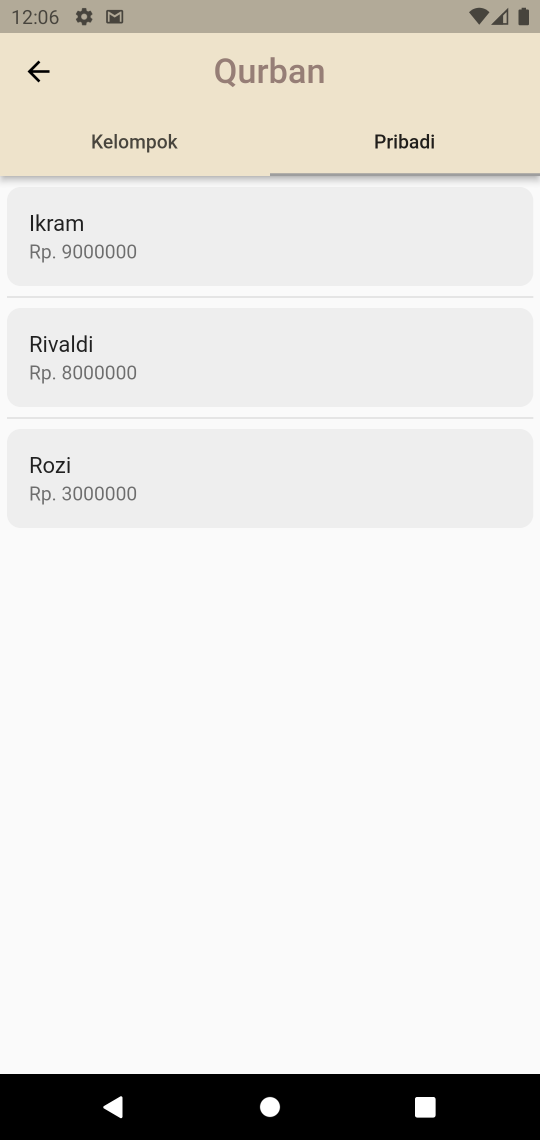 12:06
Qurban
Kelompok
Pribadi
Ikram
Rp. 9000000
Rivaldi
Rp. 8000000
Rozi
Rp. 3000000